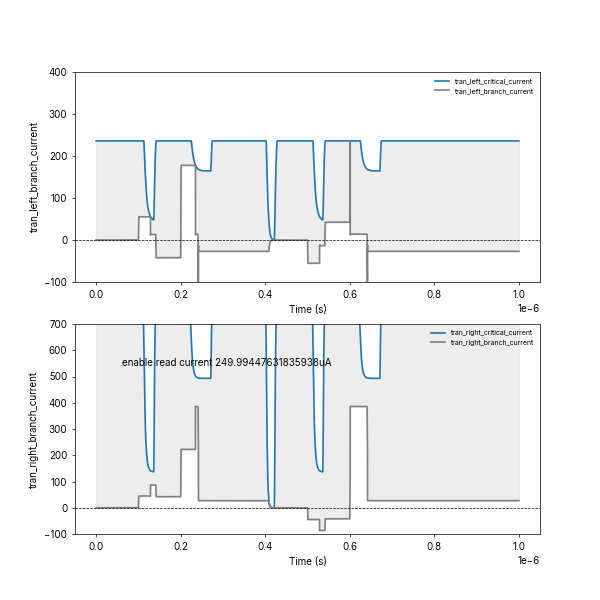 400
300
200
100
0
−100
tran_left_branch_current
tran_left_critical_current
tran_left_branch_current
0.0 0.2 0.4 0.6 0.8 1.0
Time (s)
1e−6
700
600
500
400
300
200
100
0
−100
tran_right_branch_current
tran_right_critical_current
tran_right_branch_current
enable read current 249.99447631835938uA
0.0 0.2 0.4 0.6 0.8 1.0
Time (s)
1e−6